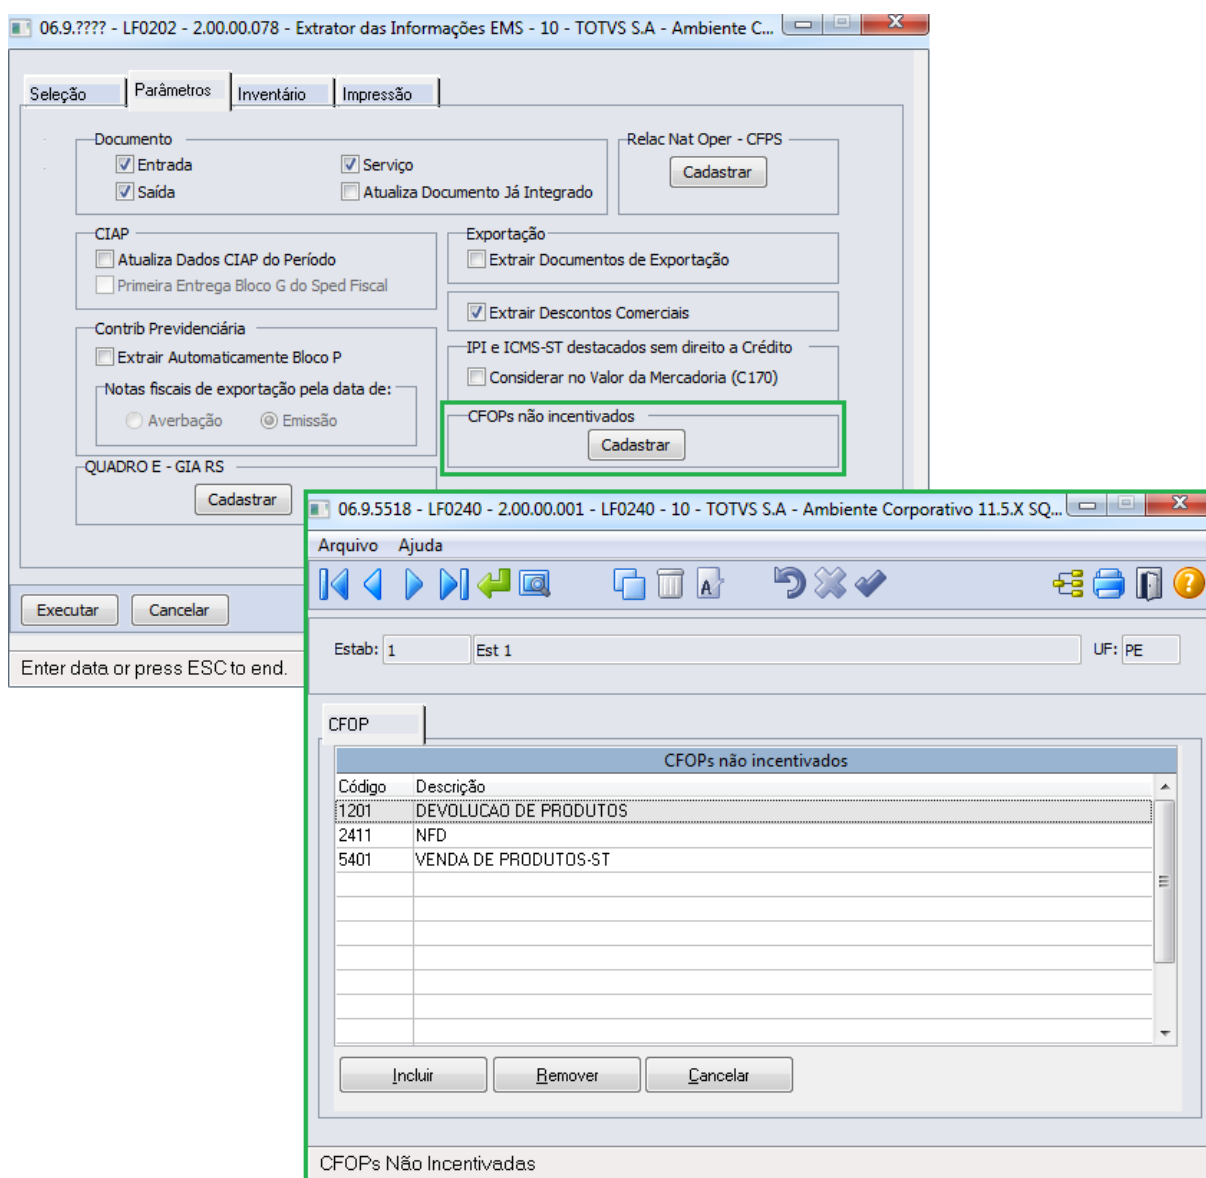 06.9.???? - LF0202 - 2.00.00.078 - Extrator das Informações EMS - 10 - TOTVS S.A - Ambiente C...
Seleção Parâmetros Inventário Impressão
Documento
Entrada Serviço
Saída Atualiza Documento Já Integrado
Relac Nat Oper - CFPS
Cadastrar
CIAP
Atualiza Dados CIAP do Período
Primeira Entrega Bloco G do Sped Fiscal
Exportação
Extrair Documentos de Exportação
Extrair Descontos Comerciais
Contrib Previdenciária
Extrair Automaticamente Bloco P
Notas fiscais de exportação pela data de:
Averbação Emissão
IPI e ICMS-ST destacados sem direito a Crédito
Considerar no Valor da Mercadoria (C170)
CFOPs não incentivados
Cadastrar
QUADRO E - GIA RS
Cadastrar
Executar Cancelar
Enter data or press ESC to end.
06.9.5518 - LF0240 - 2.00.00.001 - LF0240 - 10 - TOTVS S.A - Ambiente Corporativo 11.5.X SQ...
Arquivo Ajuda
Estab: 1 Est 1 UF: PE
CFOP
CFOPs não incentivados
Código Descrição
1201 DEVOLUCAO DE PRODUTOS
2411 NFD
5401 VENDA DE PRODUTOS-ST
Incluir Remover Cancelar
CFOPs Não Incentivadas